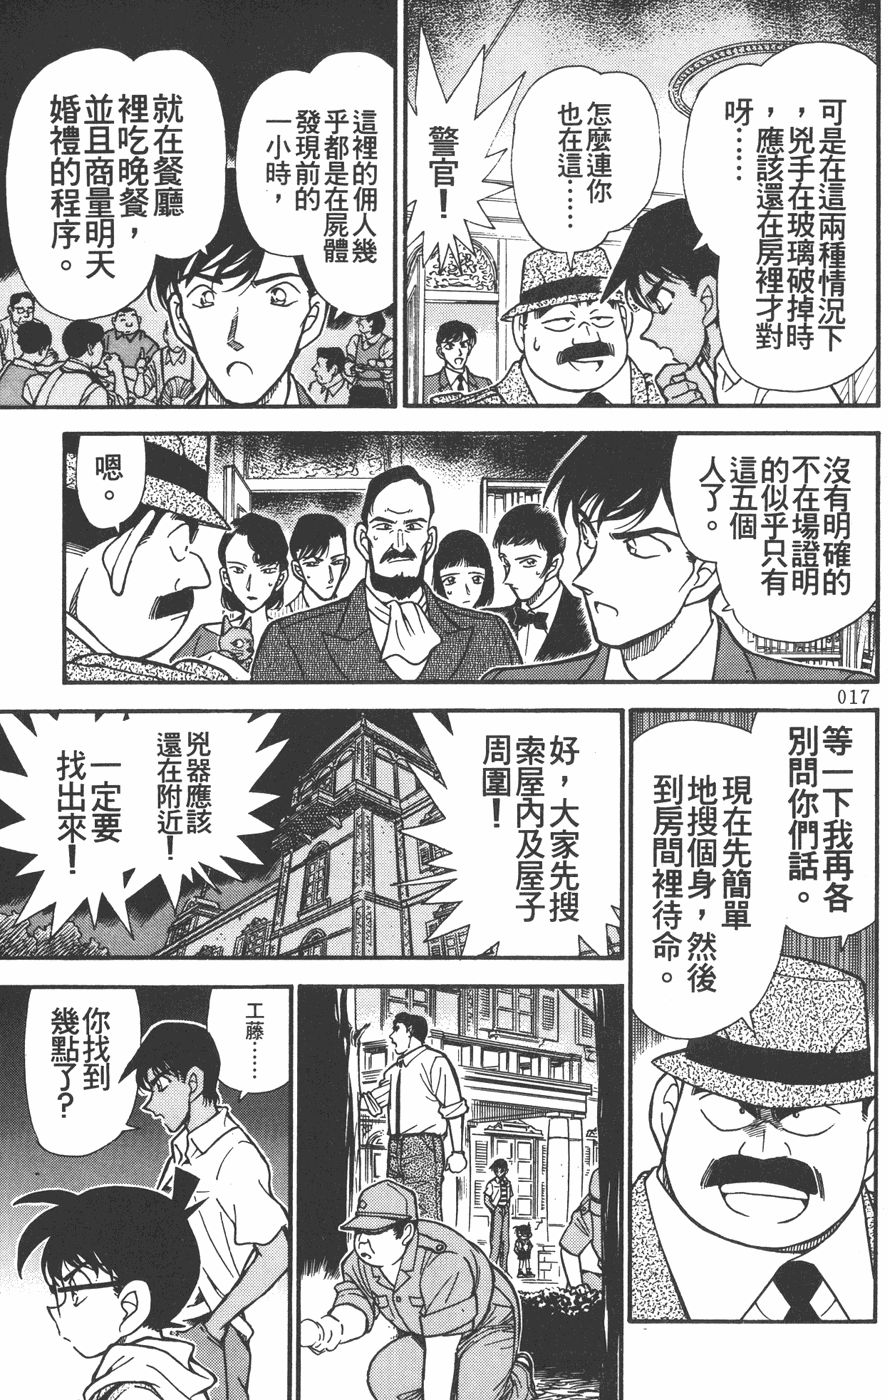 可是在這兩種情況下
，兇手在玻璃破掉時
，應該還在房裡才對
呀……
怎麼連你
也在這……
警官！
這裡的佣人幾
乎都是在屍體
發現前的
一小時，
就在餐廳
裡吃晚餐，
並且商量明天
婚禮的程序。
沒有明確的
不在場證明
的似乎只有
這五個
人了。
嗯。
017
等一下我再各
別問你們話。
現在先簡單
地搜個身，然後
到房間裡待命。
好，大家先搜
索屋內及屋子
周圍！
兇器應該
還在附近！
一定要
找出來！
工藤……
你找到
幾點了？